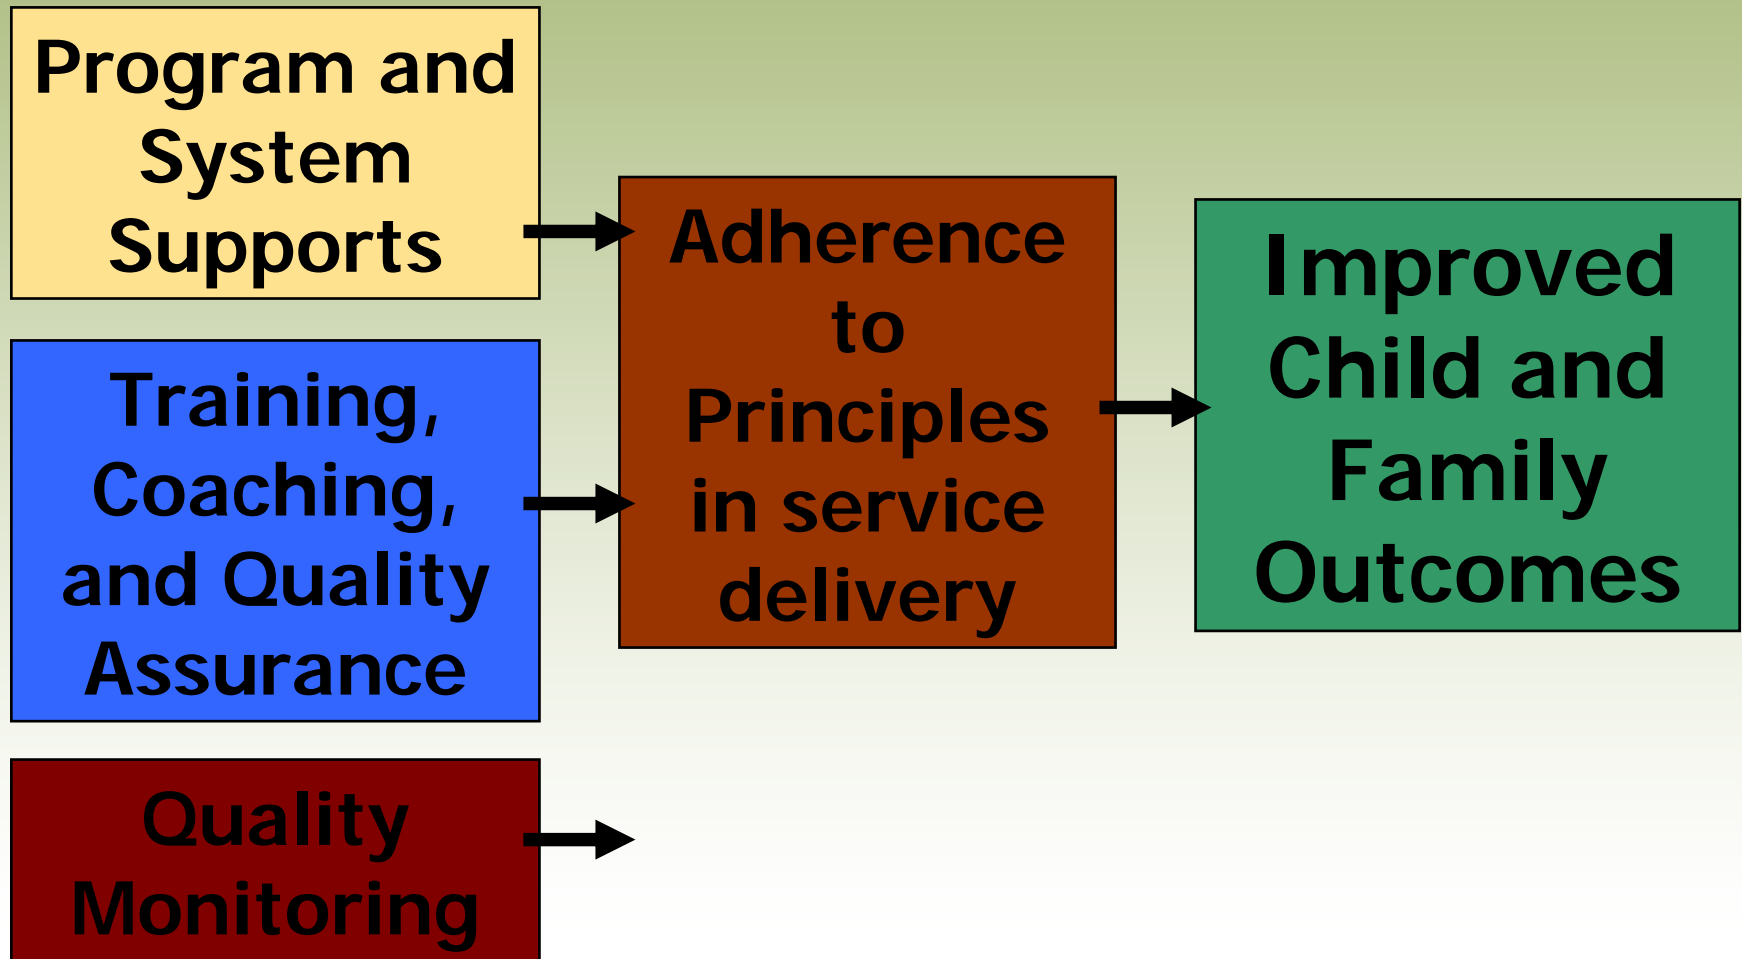 Program and
System
Supports
Training,
Coaching,
and Quality
Assurance
Quality
Monitoring
Adherence
to
Principles
in service
delivery
Improved
Child and
Family
Outcomes